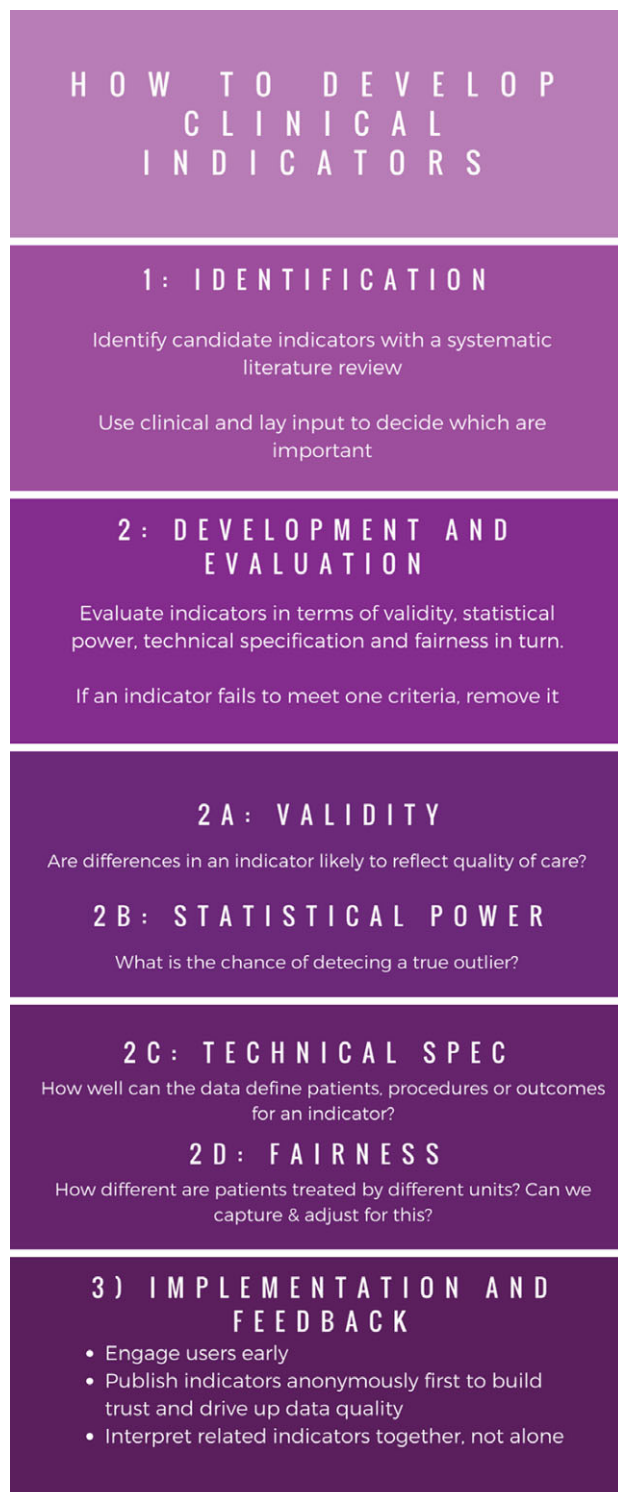 HOW TO DEVELOP
CLINICAL
INDICATORS
1: IDENTIFICATION
Identify candidate indicators with a systematic
literature review
Use clinical and lay input to decide which are
important
2: DEVELOPMENT AND
EVALUATION
Evaluate indicators in terms of validity, statistical
power, technical specification and fairness in turn.
If an indicator fails to meet one criteria, remove it
2A: VALIDITY
Are differences in an indicator likely to reflect quality of care?
2B: STATISTICAL POWER
What is the chance of detecing a true outlier?
2C: TECHNICAL SPEC
How well can the data define patients, procedures or outcomes
for an indicator?
2D: FAIRNESS
How different are patients treated by different units? Can we
capture & adjust for this?
3) IMPLEMENTATION AND
FEEDBACK
• Engage users early
• Publish indicators anonymously first to build
trust and drive up data quality
• Interpret related indicators together, not alone